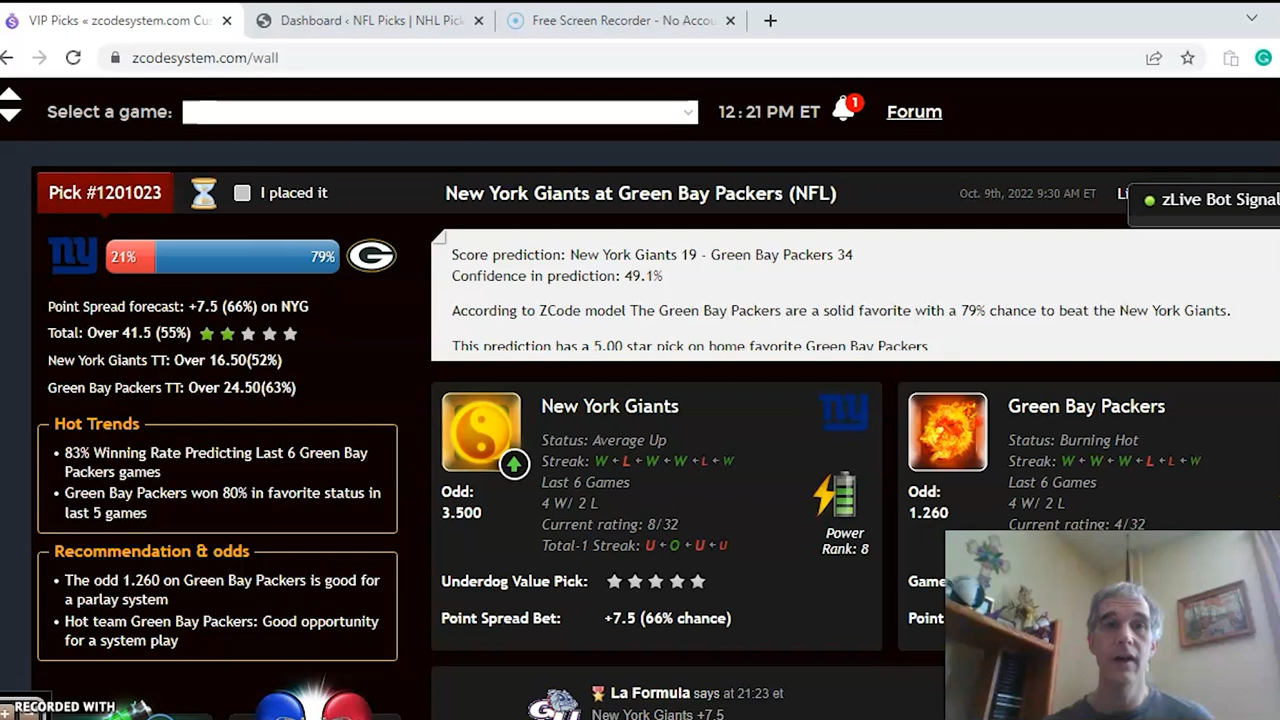 VIP Picks « zcodesystem.com Cus
Dashboard ‹ NFL Picks | NHL Pick
Free Screen Recorder - No Accou
zcodesystem.com/wall
Select a game:
12:21 PM ET
1
Forum
Pick #1201023
I placed it
New York Giants at Green Bay Packers (NFL)
Oct. 9th, 2022 9:30 AM ET
Li
zLive Bot Signal
21%
79%
Point Spread forecast: +7.5 (66%) on NYG
Total: Over 41.5 (55%)
New York Giants TT: Over 16.50(52%)
Green Bay Packers TT: Over 24.50(63%)
Score prediction: New York Giants 19 - Green Bay Packers 34
Confidence in prediction: 49.1%
According to ZCode model The Green Bay Packers are a solid favorite with a 79% chance to beat the New York Giants.
This prediction has a 5.00 star pick on home favorite Green Bay Packers
Hot Trends
• 83% Winning Rate Predicting Last 6 Green Bay
Packers games
• Green Bay Packers won 80% in favorite status in
last 5 games
Recommendation & odds
• The odd 1.260 on Green Bay Packers is good for
a parlay system
• Hot team Green Bay Packers: Good opportunity
for a system play
New York Giants
ny
Status: Average Up
Streak: W←L←W←W←L←W
Last 6 Games
4 W/ 2 L
Current rating: 8/32
Total-1 Streak: U←O←U←U
Odd:
3.500
Power
Rank: 8
Underdog Value Pick:
Point Spread Bet:
+7.5 (66% chance)
Green Bay Packers
Status: Burning Hot
Streak: W←W←W←L←L←W
Last 6 Games
4 W/ 2 L
Current rating: 4/32
Odd:
1.260
Game
Point
La Formula says at 21:23 et
New York Giants +7.5
RECORDED WITH